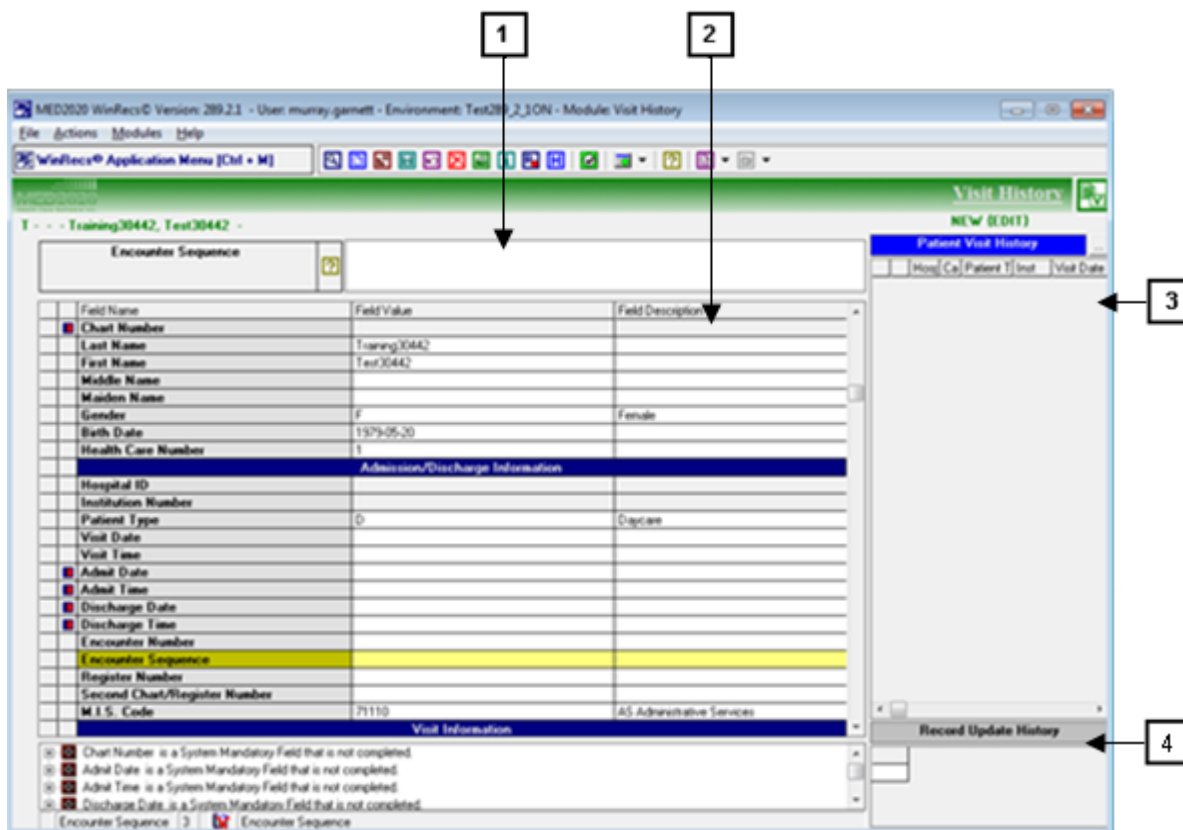 1 2
MED2020 WinRecs© Version: 289.2.1 - User: murray.garnett - Environment: Test289_2_1ON - Module: Visit History
File Actions Modules Help
WinRecs© Application Menu [Ctrl + M]
MED2020
Visit History
T - - - Training30442, Test30442 -
NEW (EDIT)
Encounter Sequence
Patient Visit History ...
Hosp Ca Patient T Inst Visit Date
3
Field Name Field Value Field Description
Chart Number
Last Name Training30442
First Name Test30442
Middle Name
Maiden Name
Gender F Female
Birth Date 1979-05-20
Health Care Number 1
Admission/Discharge Information
Hospital ID
Institution Number
Patient Type D Daycare
Visit Date
Visit Time
Admit Date
Admit Time
Discharge Date
Discharge Time
Encounter Number
Encounter Sequence
Register Number
Second Chart/Register Number
M.I.S. Code 71110 AS Administrative Services
Visit Information
Record Update History
4
Chart Number is a System Mandatory Field that is not completed.
Admit Date is a System Mandatory Field that is not completed.
Admit Time is a System Mandatory Field that is not completed.
Discharge Date is a System Mandatory Field that is not completed.
Encounter Sequence 3 Encounter Sequence